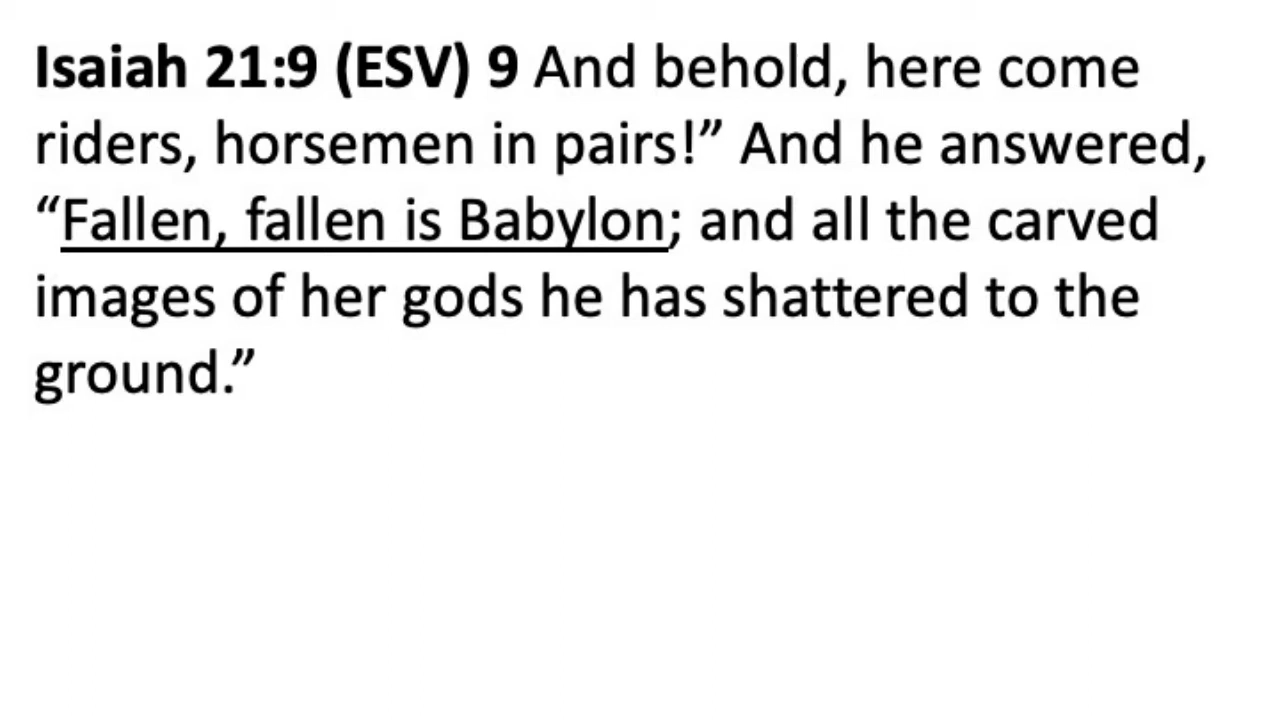 Isaiah 21:9 (ESV) 9 And behold, here come
riders, horsemen in pairs!” And he answered,
“Fallen, fallen is Babylon; and all the carved
images of her gods he has shattered to the
ground.”